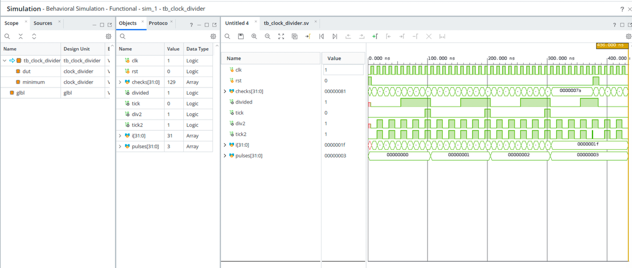 Simulation - Behavioral Simulation - Functional - sim_1 - tb_clock_divider
Scope Sources
Name Design Unit
tb_clock_divider tb_clock_divider
dut clock_divider
minimum clock_divider
glbl glbl
Objects Protoco
Name Value Data Type
clk 1 Logic
rst 0 Logic
checks[31:0] 129 Array
divided 1 Logic
tick 0 Logic
div2 1 Logic
tick2 1 Logic
i[31:0] 31 Array
pulses[31:0] 3 Array
Untitled 4 tb_clock_divider.sv
400.000 ns
Name Value
0.000 ns 100.000 ns 200.000 ns 300.000 ns 400.000
clk 1
rst 0
checks[31:0] 00000081 0000007s
divided 1
tick 0
div2 1
tick2 1
i[31:0] 0000001f 0000001f
pulses[31:0] 00000003 00000000 00000001 00000002 00000003